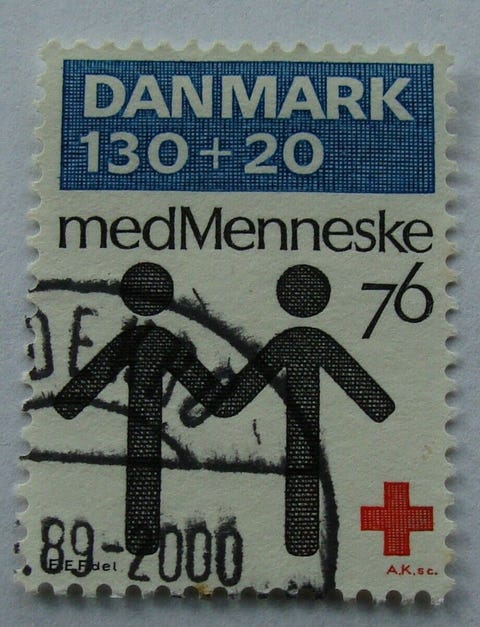 DANMARK
130+20
medMenneske
76
89-2000
A.K.sc.